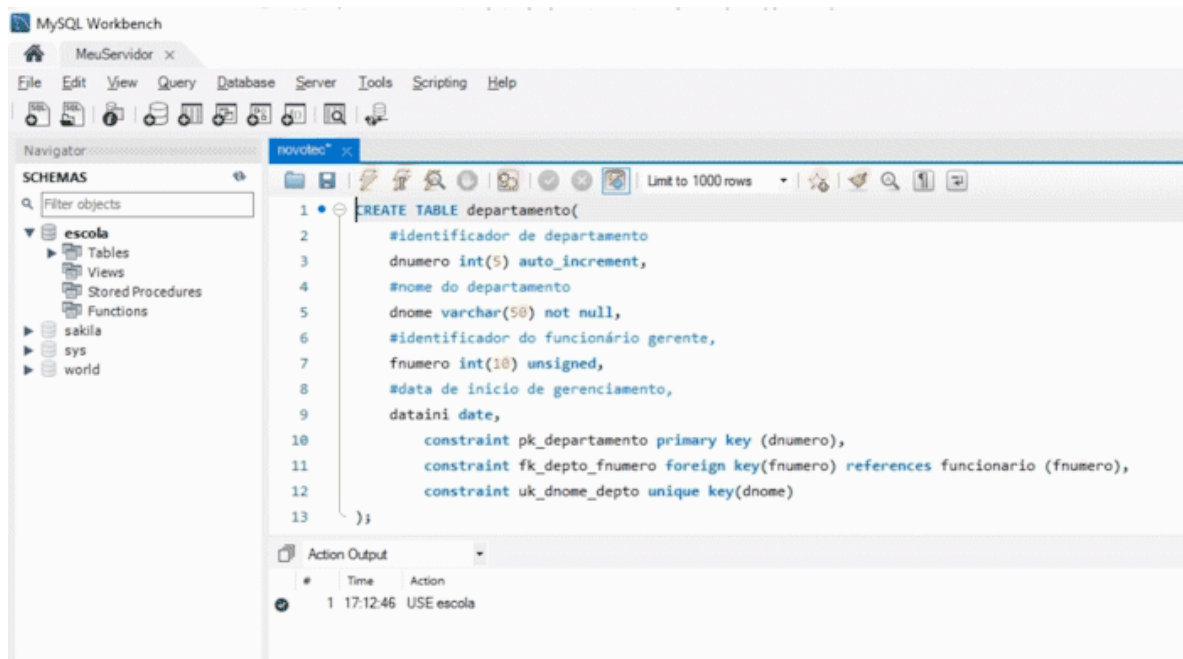 MySQL Workbench
MeuServidor
File Edit View Query Database Server Tools Scripting Help
Navigator
SCHEMAS
Filter objects
escola
Tables
Views
Stored Procedures
Functions
sakila
sys
world
novotec*
Limit to 1000 rows
1 CREATE TABLE departamento(
2 #identificador de departamento
3 dnumero int(5) auto_increment,
4 #nome do departamento
5 dnome varchar(50) not null,
6 #identificador do funcionário gerente,
7 fnumero int(10) unsigned,
8 #data de inicio de gerenciamento,
9 dataini date,
10 constraint pk_departamento primary key (dnumero),
11 constraint fk_depto_fnumero foreign key(fnumero) references funcionario (fnumero),
12 constraint uk_dnome_depto unique key(dnome)
13 );
Action Output
# Time Action
1 17:12:46 USE escola